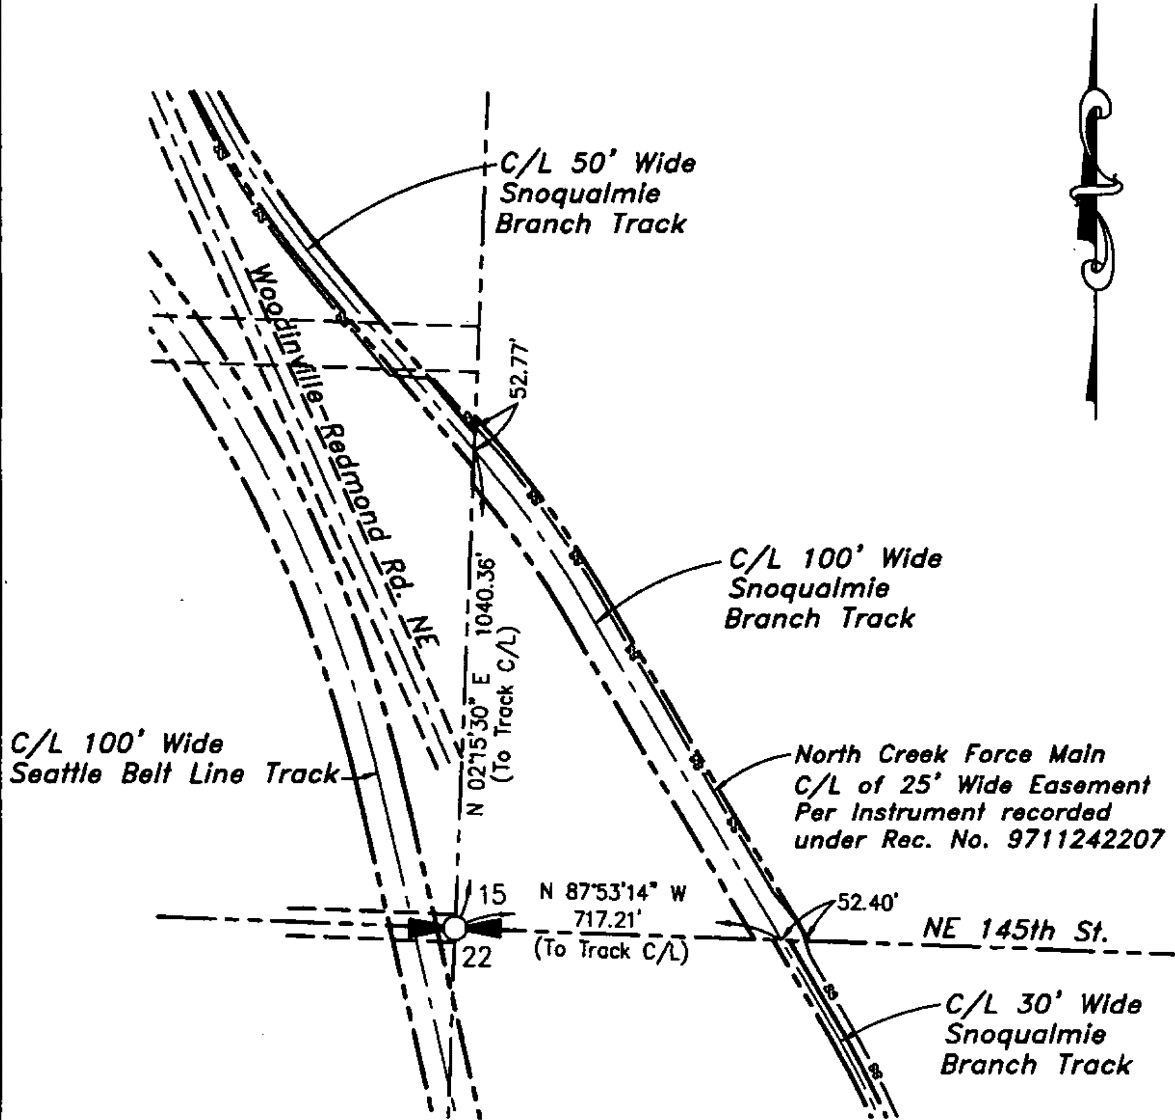 C/L 50' Wide
Snoqualmie
Branch Track
52.77'
Woodinville-Redmond Rd. NE
C/L 100' Wide
Snoqualmie
Branch Track
N 02°15'30" E 1040.36'
(To Track C/L)
C/L 100' Wide
Seattle Belt Line Track
North Creek Force Main
C/L of 25' Wide Easement
Per Instrument recorded
under Rec. No. 9711242207
15
22
N 87°53'14" W
717.21'
(To Track C/L)
52.40'
NE 145th St.
C/L 30' Wide
Snoqualmie
Branch Track